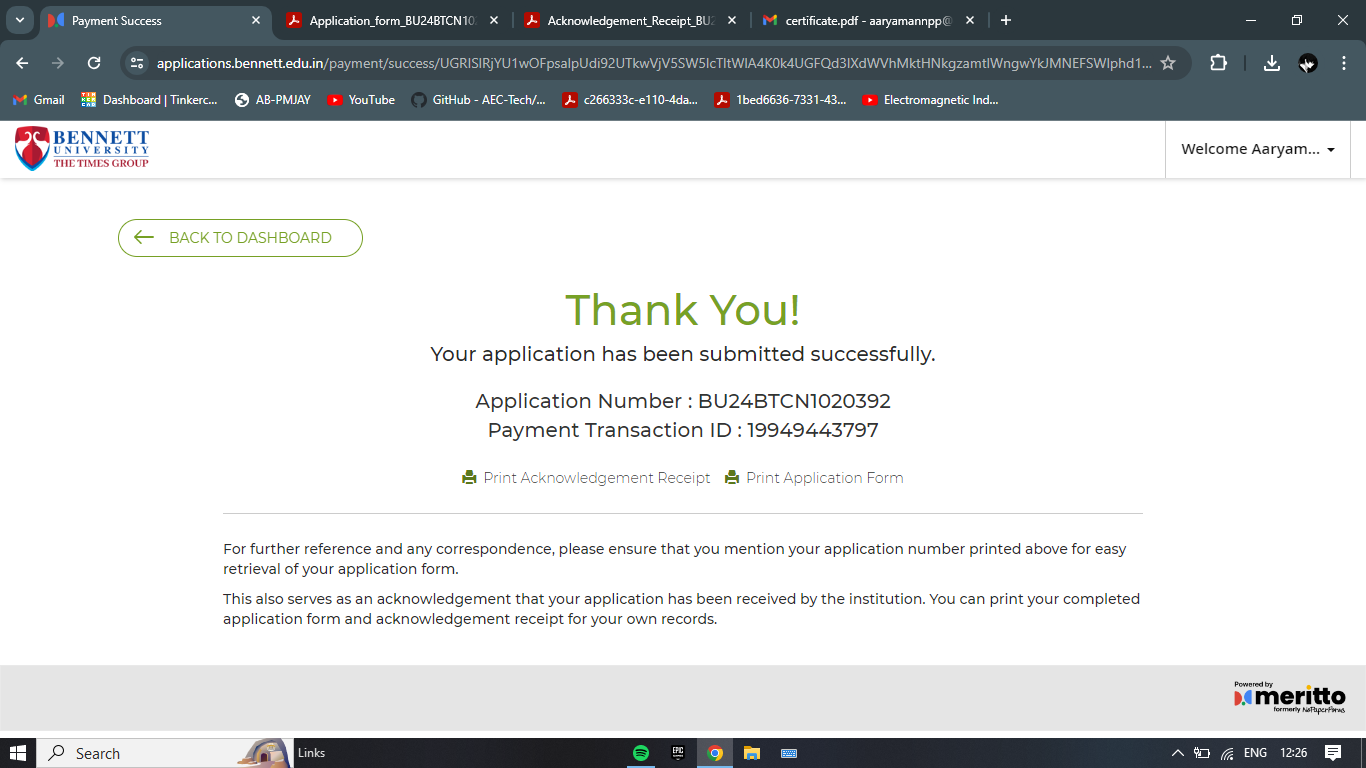 Payment Success
Application_form_BU24BTCN10
Acknowledgement_Receipt_BU2
certificate.pdf - aaryamannpp@
applications.bennett.edu.in/payment/success/
Gmail
Dashboard | Tinkerc...
AB-PMJAY
YouTube
GitHub - AEC-Tech/...
c266333c-e110-4da...
1bed6636-7331-43...
Electromagnetic Ind...
BENNETT
UNIVERSITY
THE TIMES GROUP
Welcome Aaryam...
BACK TO DASHBOARD
Thank You!
Your application has been submitted successfully.
Application Number : BU24BTCN1020392
Payment Transaction ID : 19949443797
Print Acknowledgement Receipt
Print Application Form
For further reference and any correspondence, please ensure that you mention your application number printed above for easy
retrieval of your application form.
This also serves as an acknowledgement that your application has been received by the institution. You can print your completed
application form and acknowledgement receipt for your own records.
Powered by
meritto
formerly NoPaperForms
Search
Links
EPIC
ENG
12:26